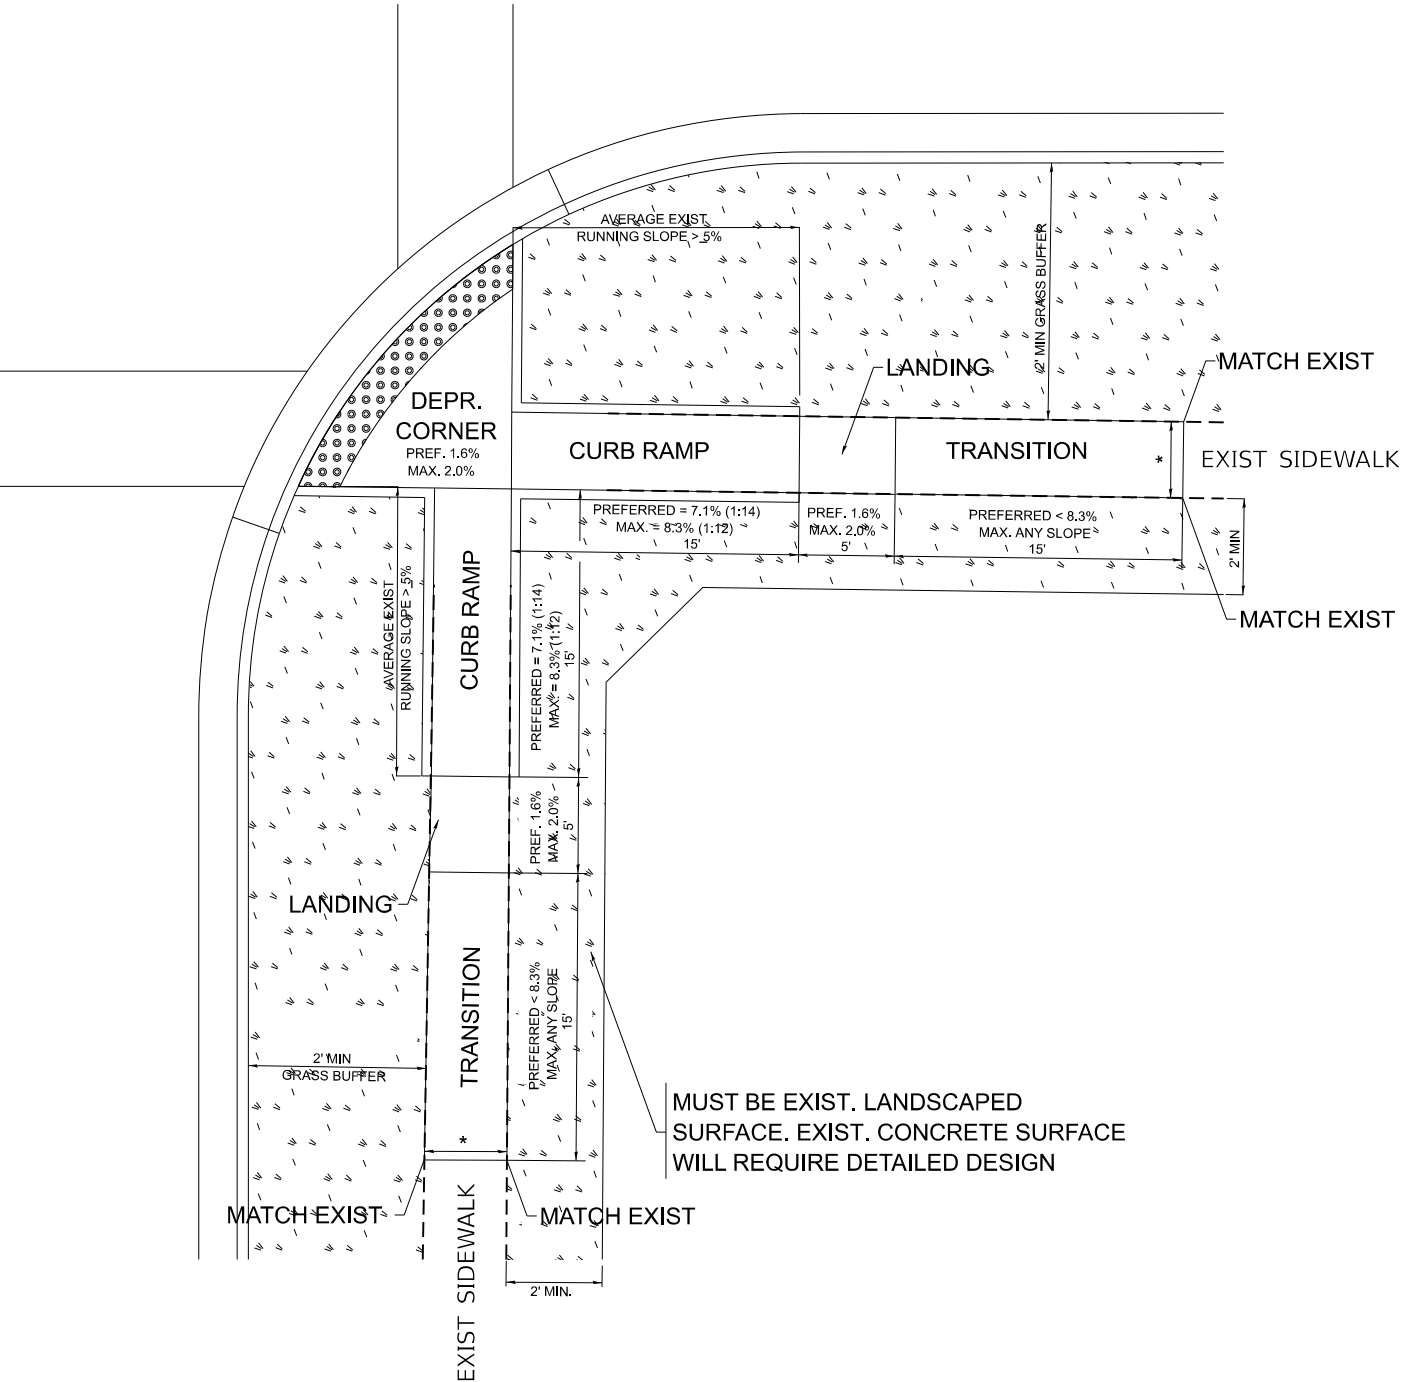 AVERAGE EXIST
RUNNING SLOPE > 5%
2' MIN GRASS BUFFER
LANDING
MATCH EXIST
DEPR.
CORNER
PREF. 1.6%
MAX. 2.0%
CURB RAMP
TRANSITION
*
EXIST SIDEWALK
PREFERRED = 7.1% (1:14)
MAX. = 8.3% (1:12)
15'
PREF. 1.6%
MAX. 2.0%
5'
PREFERRED < 8.3%
MAX. ANY SLOPE
15'
2' MIN
MATCH EXIST
AVERAGE EXIST
RUNNING SLOPE > 5%
CURB RAMP
PREFERRED = 7.1% (1:14)
MAX. = 8.3% (1:12)
15'
PREF. 1.6%
MAX. 2.0%
5'
LANDING
TRANSITION
PREFERRED < 8.3%
MAX. ANY SLOPE
15'
2' MIN
GRASS BUFFER
MUST BE EXIST. LANDSCAPED
SURFACE. EXIST. CONCRETE SURFACE
WILL REQUIRE DETAILED DESIGN
*
MATCH EXIST
MATCH EXIST
EXIST SIDEWALK
2' MIN.